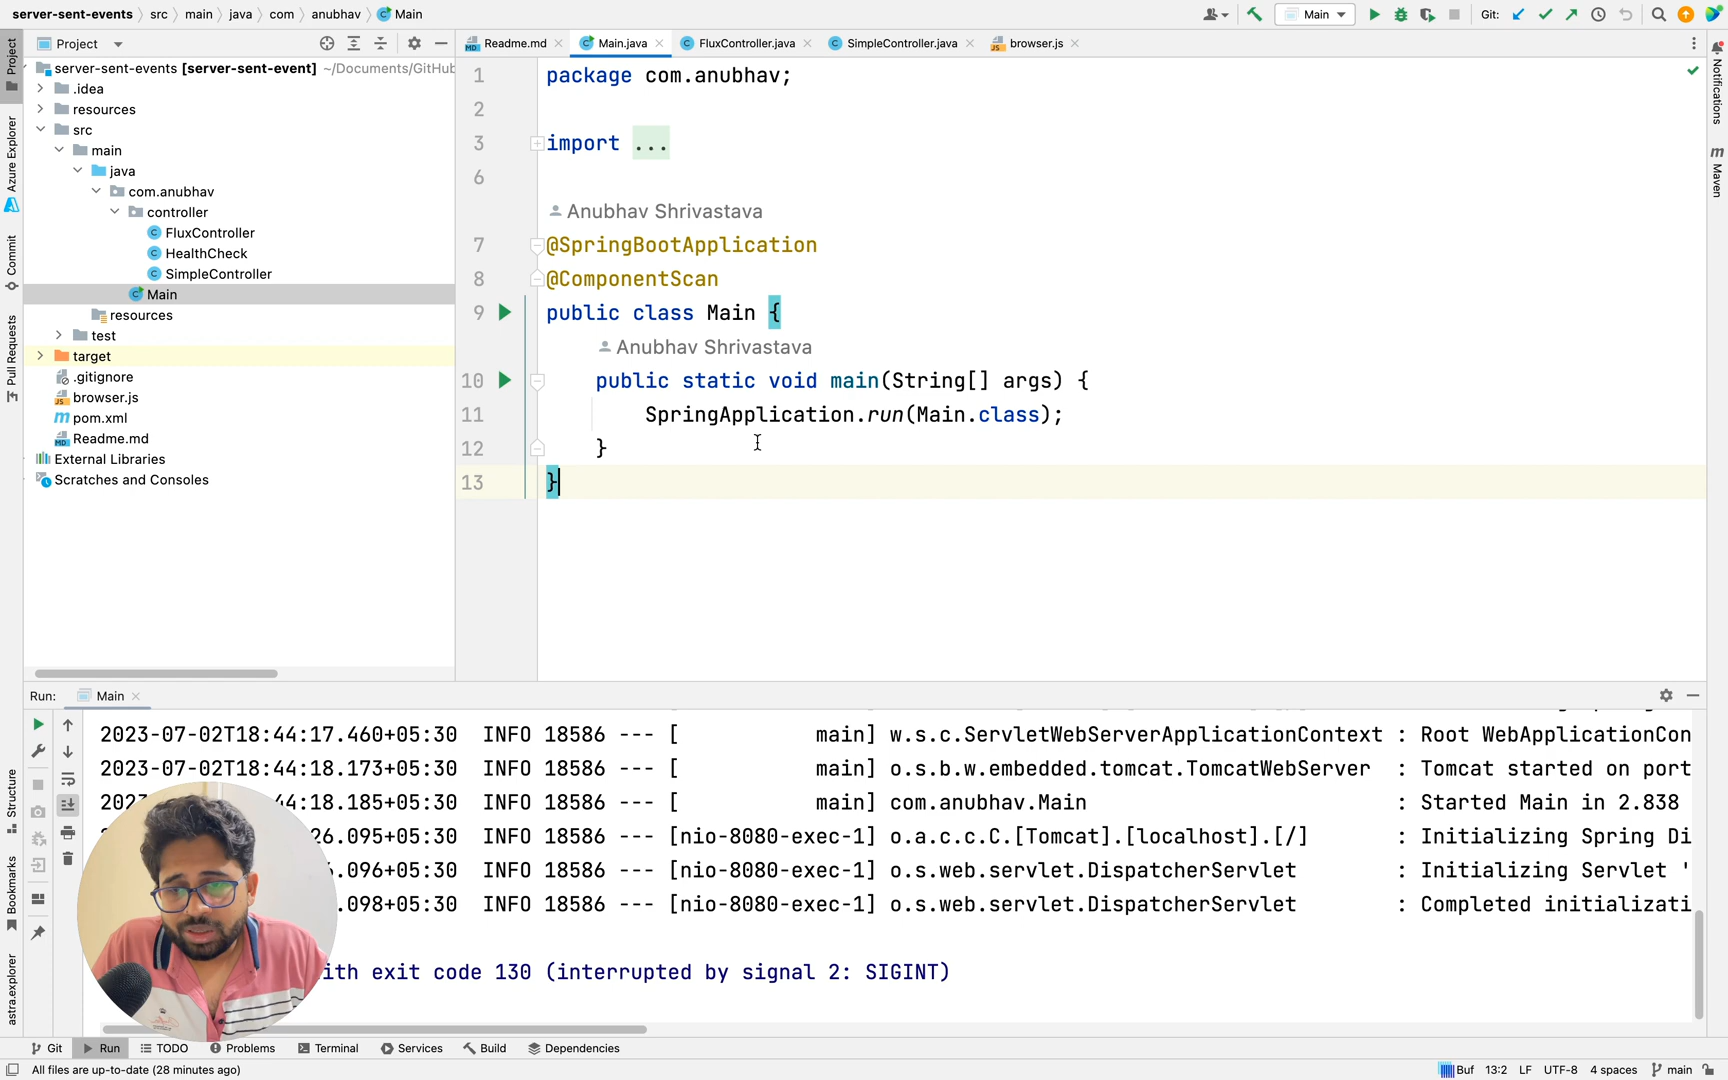 server-sent-events src main java com anubhav Main
Main
Git:
Project
Readme.md Main.java FluxController.java SimpleController.java browser.js
server-sent-events [server-sent-event] ~/Documents/GitHub
.idea
resources
src
main
java
com.anubhav
controller
FluxController
HealthCheck
SimpleController
Main
resources
test
target
.gitignore
browser.js
pom.xml
Readme.md
External Libraries
Scratches and Consoles
Project
Azure Explorer
Commit
Pull Requests
Structure
Bookmarks
astra.explorer
Notifications
Maven
1 package com.anubhav;
2
3 import ...
6
Anubhav Shrivastava
7 @SpringBootApplication
8 @ComponentScan
9 public class Main {
Anubhav Shrivastava
10 public static void main(String[] args) {
11 SpringApplication.run(Main.class);
12 }
13 }
Run: Main
2023-07-02T18:44:17.460+05:30 INFO 18586 --- [ main] w.s.c.ServletWebServerApplicationContext : Root WebApplicationCon
2023-07-02T18:44:18.173+05:30 INFO 18586 --- [ main] o.s.b.w.embedded.tomcat.TomcatWebServer : Tomcat started on port
4:18.185+05:30 INFO 18586 --- [ main] com.anubhav.Main : Started Main in 2.838
26.095+05:30 INFO 18586 --- [nio-8080-exec-1] o.a.c.c.C.[Tomcat].[localhost].[/] : Initializing Spring Di
.096+05:30 INFO 18586 --- [nio-8080-exec-1] o.s.web.servlet.DispatcherServlet : Initializing Servlet '
.098+05:30 INFO 18586 --- [nio-8080-exec-1] o.s.web.servlet.DispatcherServlet : Completed initializati
ith exit code 130 (interrupted by signal 2: SIGINT)
Git Run TODO Problems Terminal Services Build Dependencies
All files are up-to-date (28 minutes ago)
Buf 13:2 LF UTF-8 4 spaces main